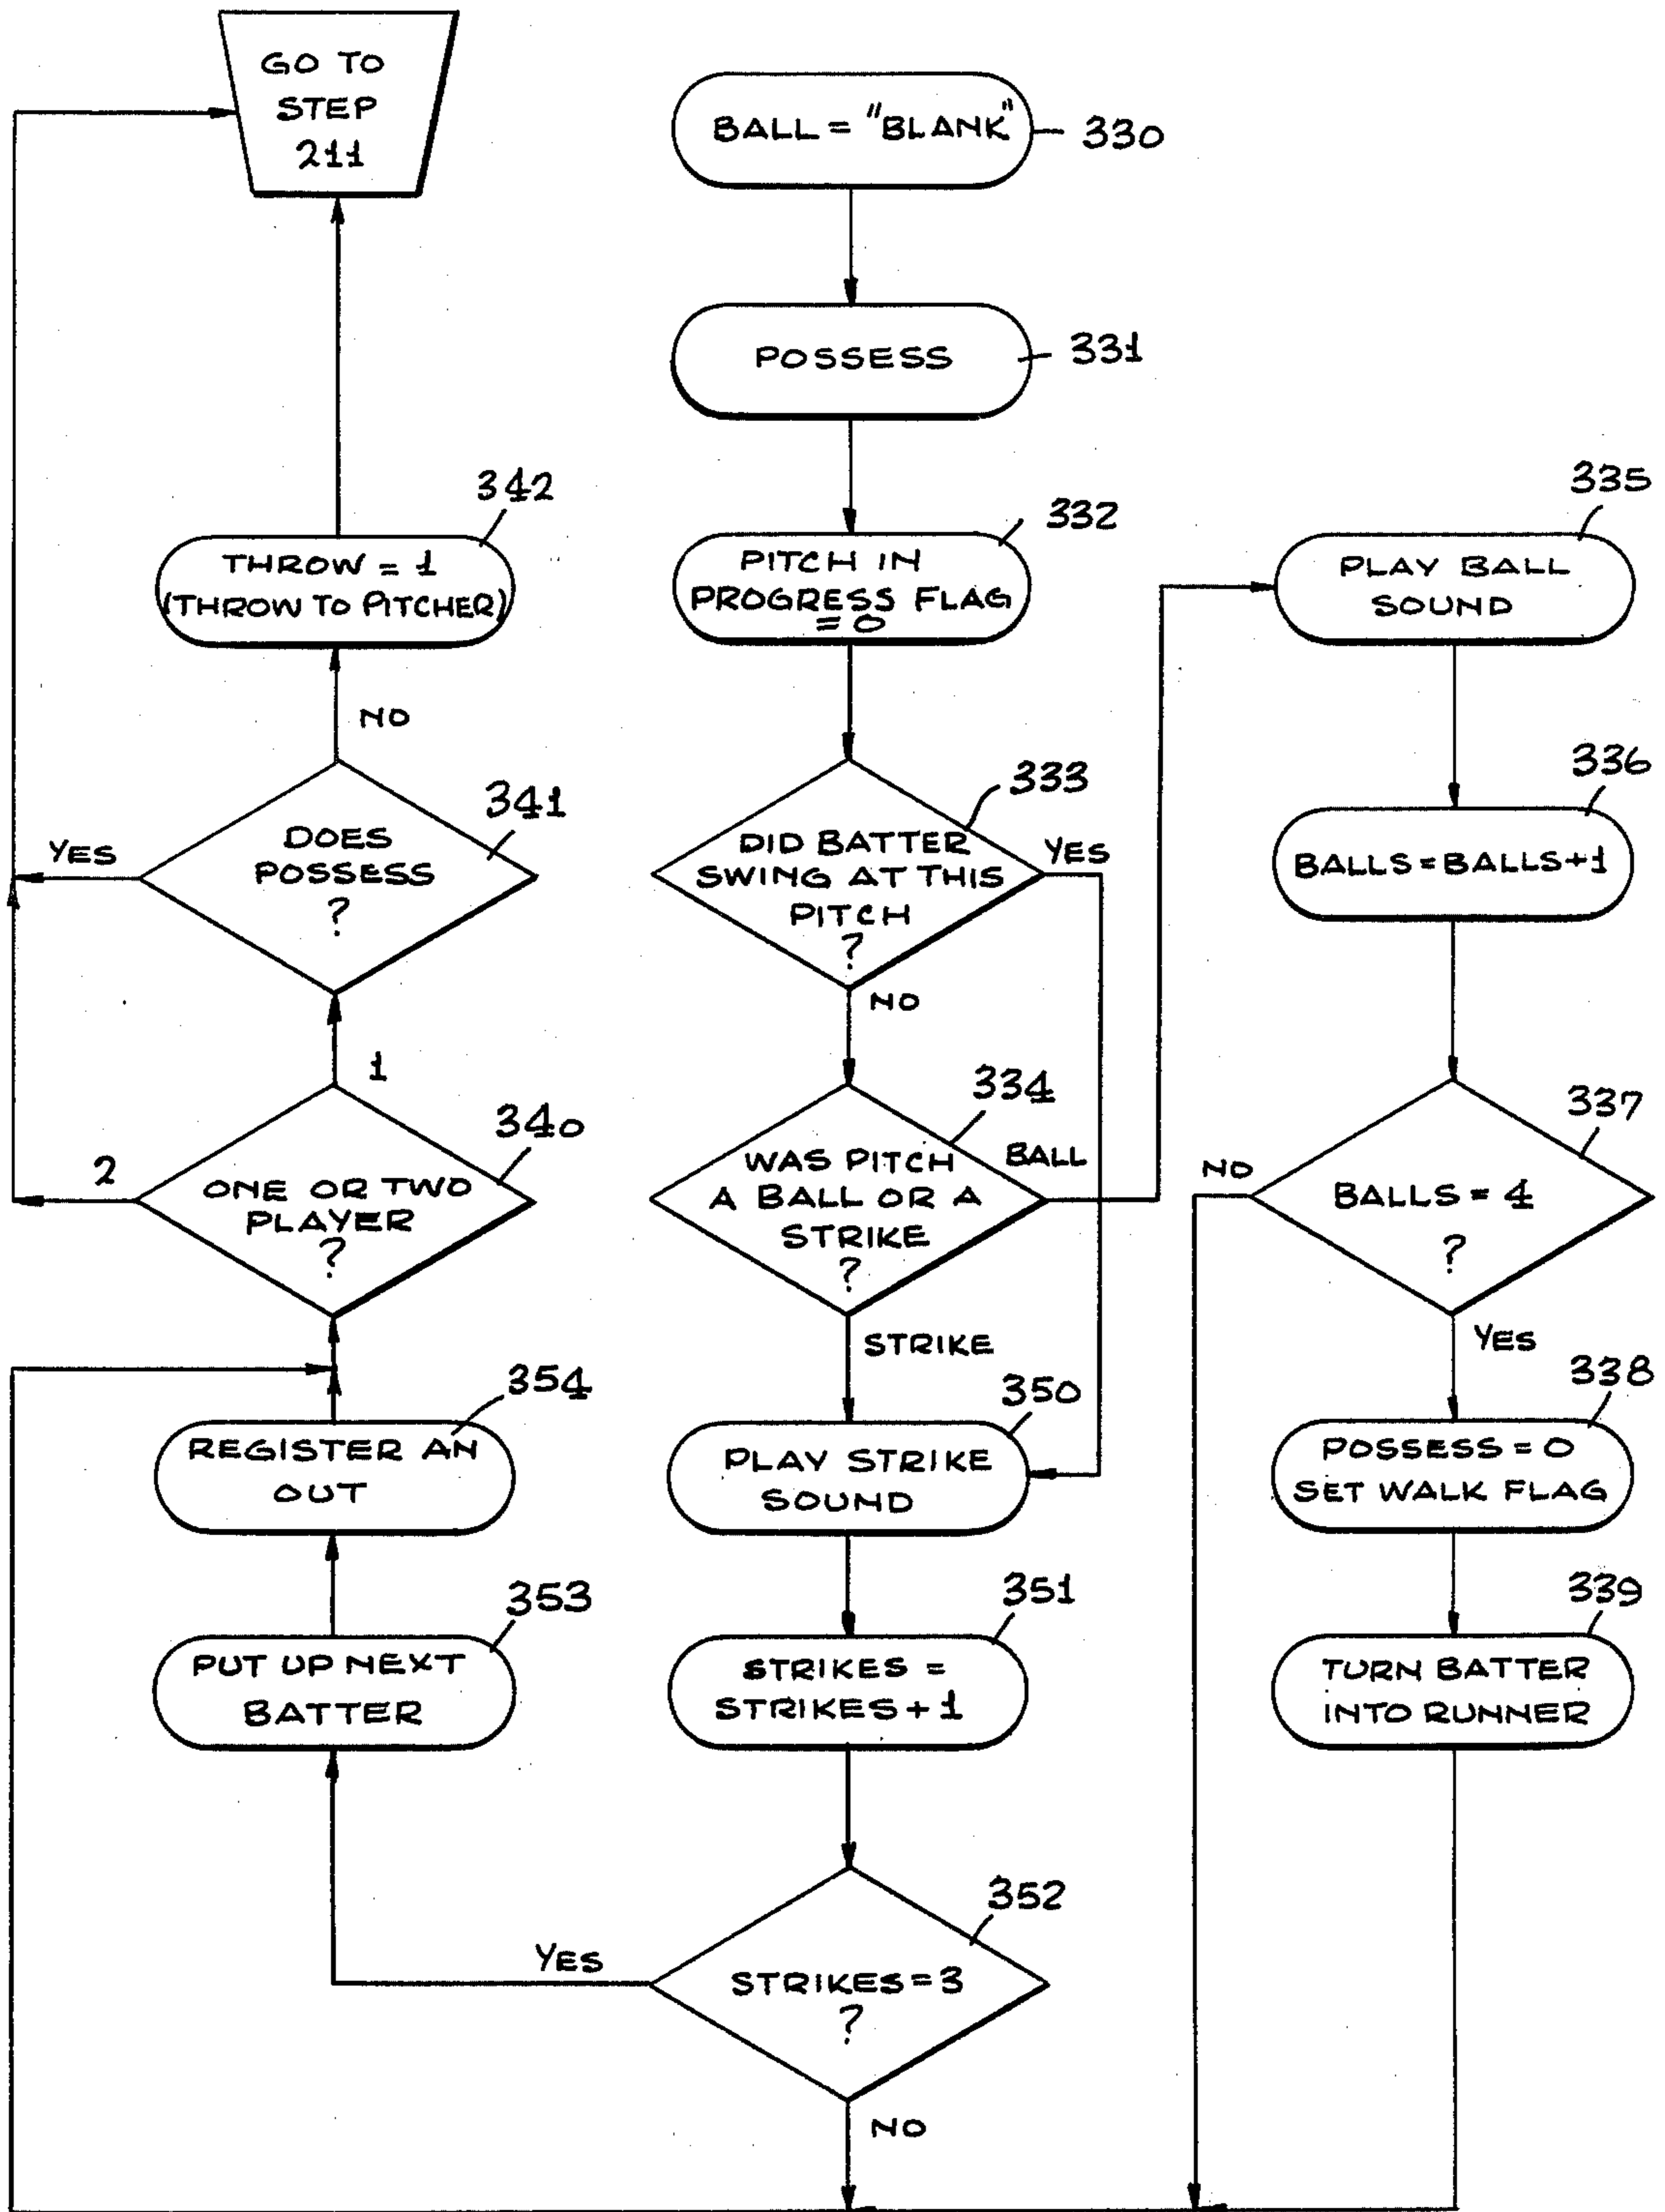 GO TO
STEP
211
BALL = "BLANK"
330
POSSESS
331
342
THROW = 1
(THROW TO PITCHER)
332
PITCH IN
PROGRESS FLAG
= 0
335
PLAY BALL
SOUND
NO
341
DOES
POSSESS
?
YES
333
DID BATTER
SWING AT THIS
PITCH
?
YES
NO
336
BALLS = BALLS+1
1
340
ONE OR TWO
PLAYER
?
2
334
WAS PITCH
A BALL OR A
STRIKE
?
BALL
STRIKE
337
NO
BALLS = 4
?
YES
354
REGISTER AN
OUT
350
PLAY STRIKE
SOUND
338
POSSESS = 0
SET WALK FLAG
353
PUT UP NEXT
BATTER
351
STRIKES =
STRIKES + 1
339
TURN BATTER
INTO RUNNER
352
YES
STRIKES = 3
?
NO